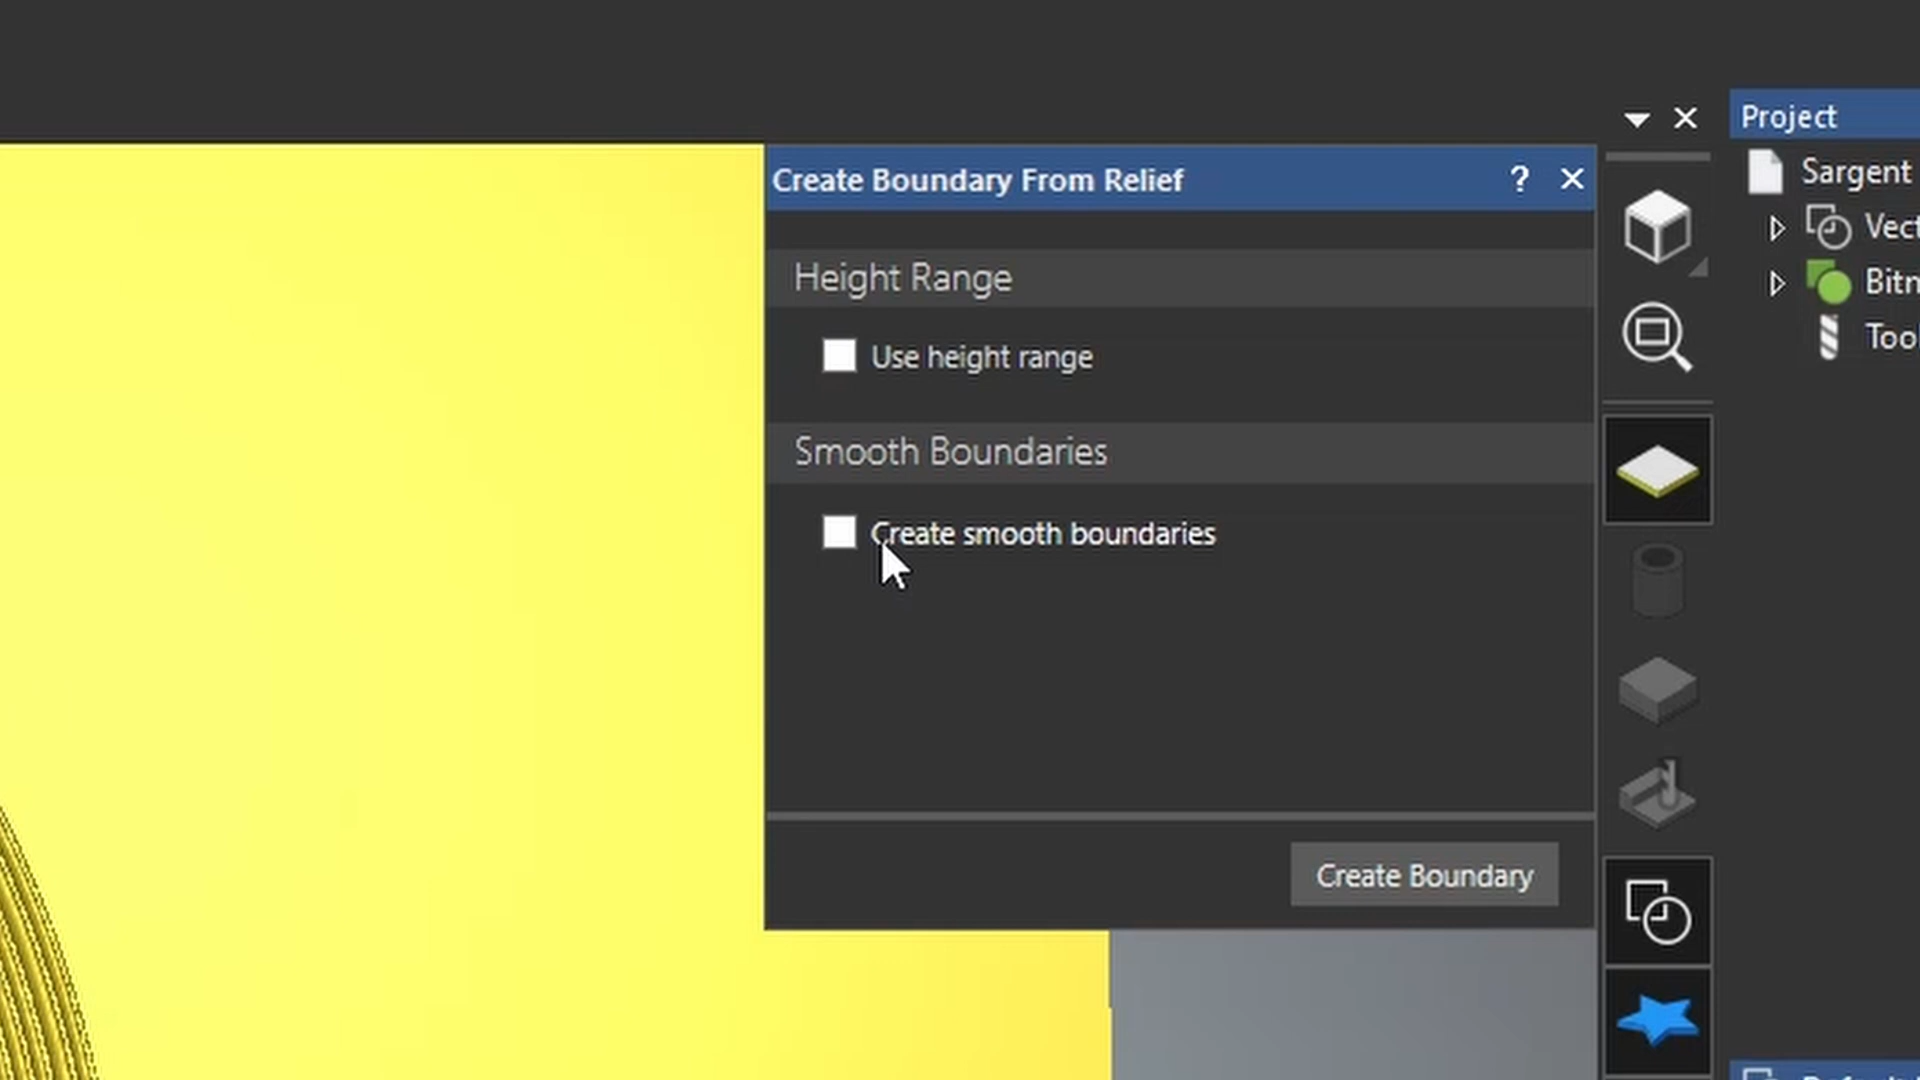 Project
Create Boundary From Relief ?
Sargent
Height Range
Use height range
Smooth Boundaries
Create smooth boundaries
Create Boundary